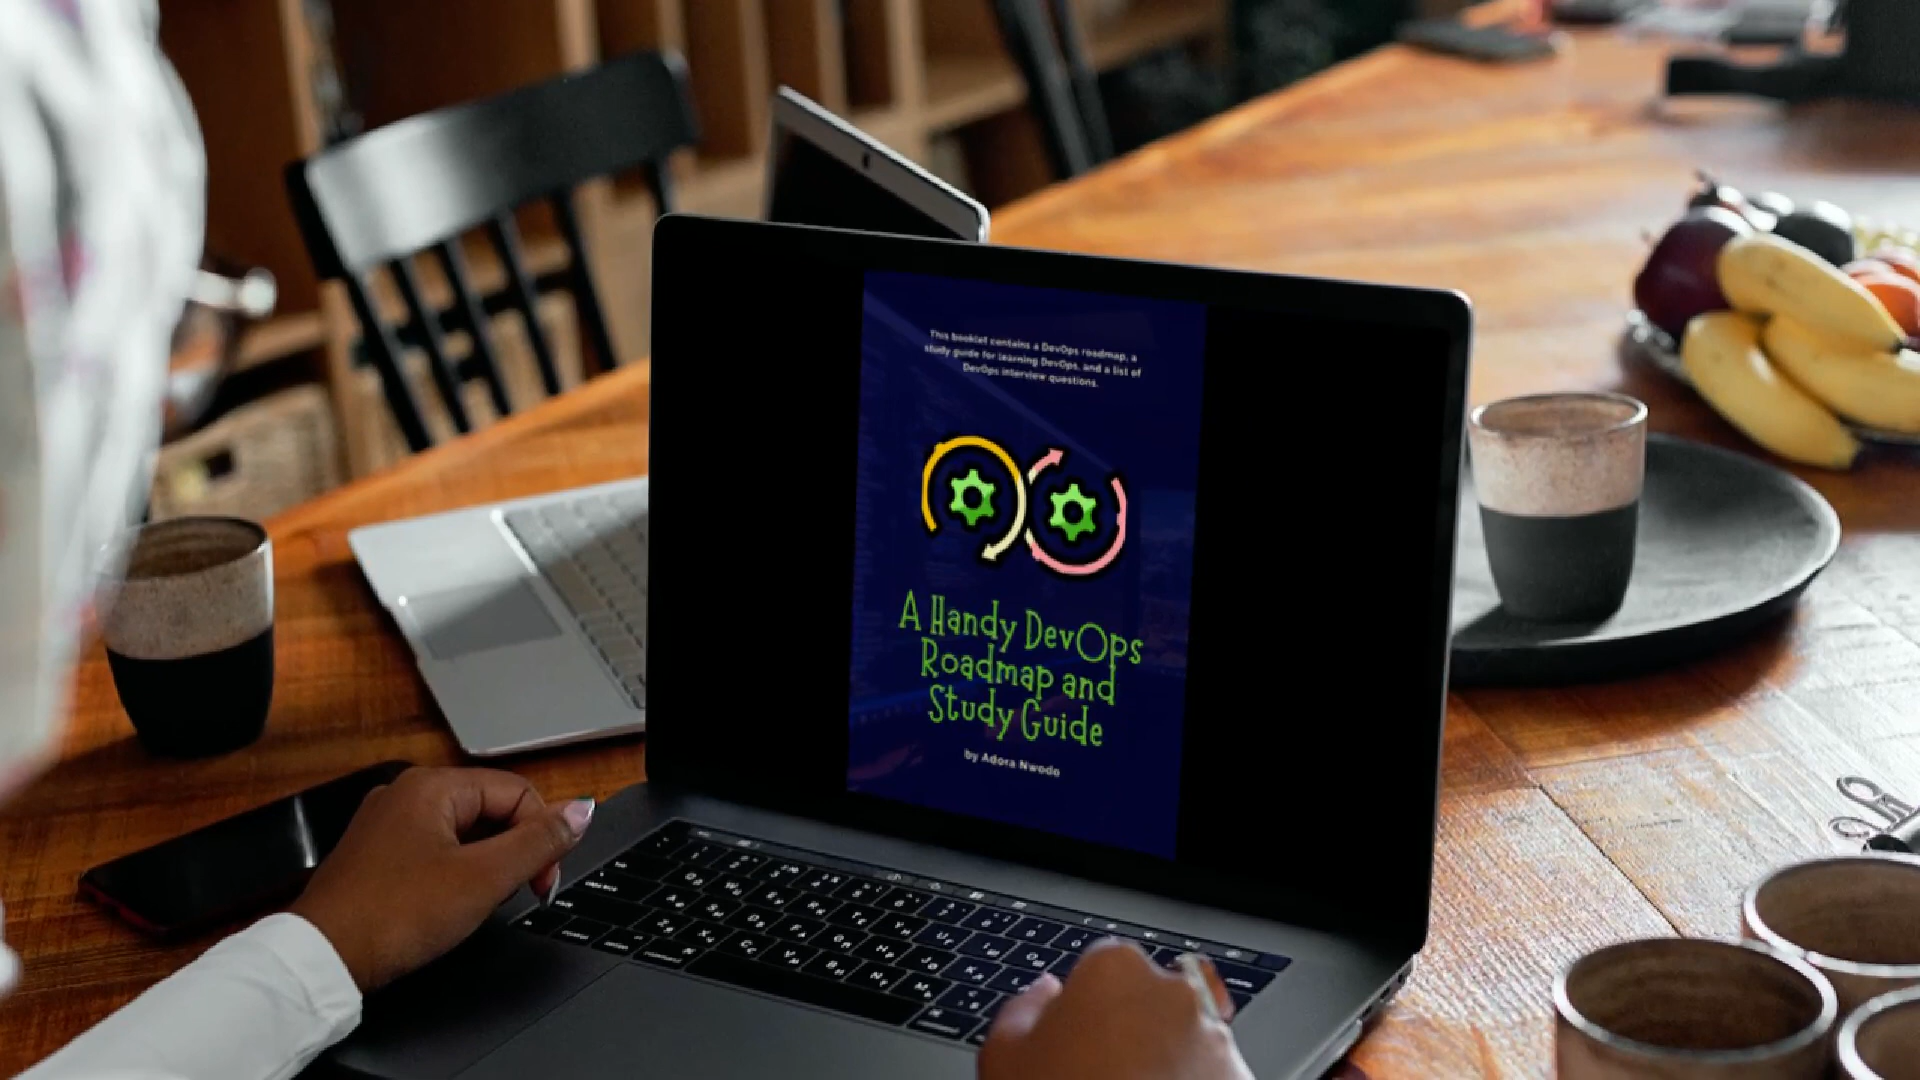 This booklet contains a DevOps roadmap, a
study guide for learning DevOps, and a list of
DevOps interview questions.
A Handy DevOps
Roadmap and
Study Guide
by Adora Nwodo